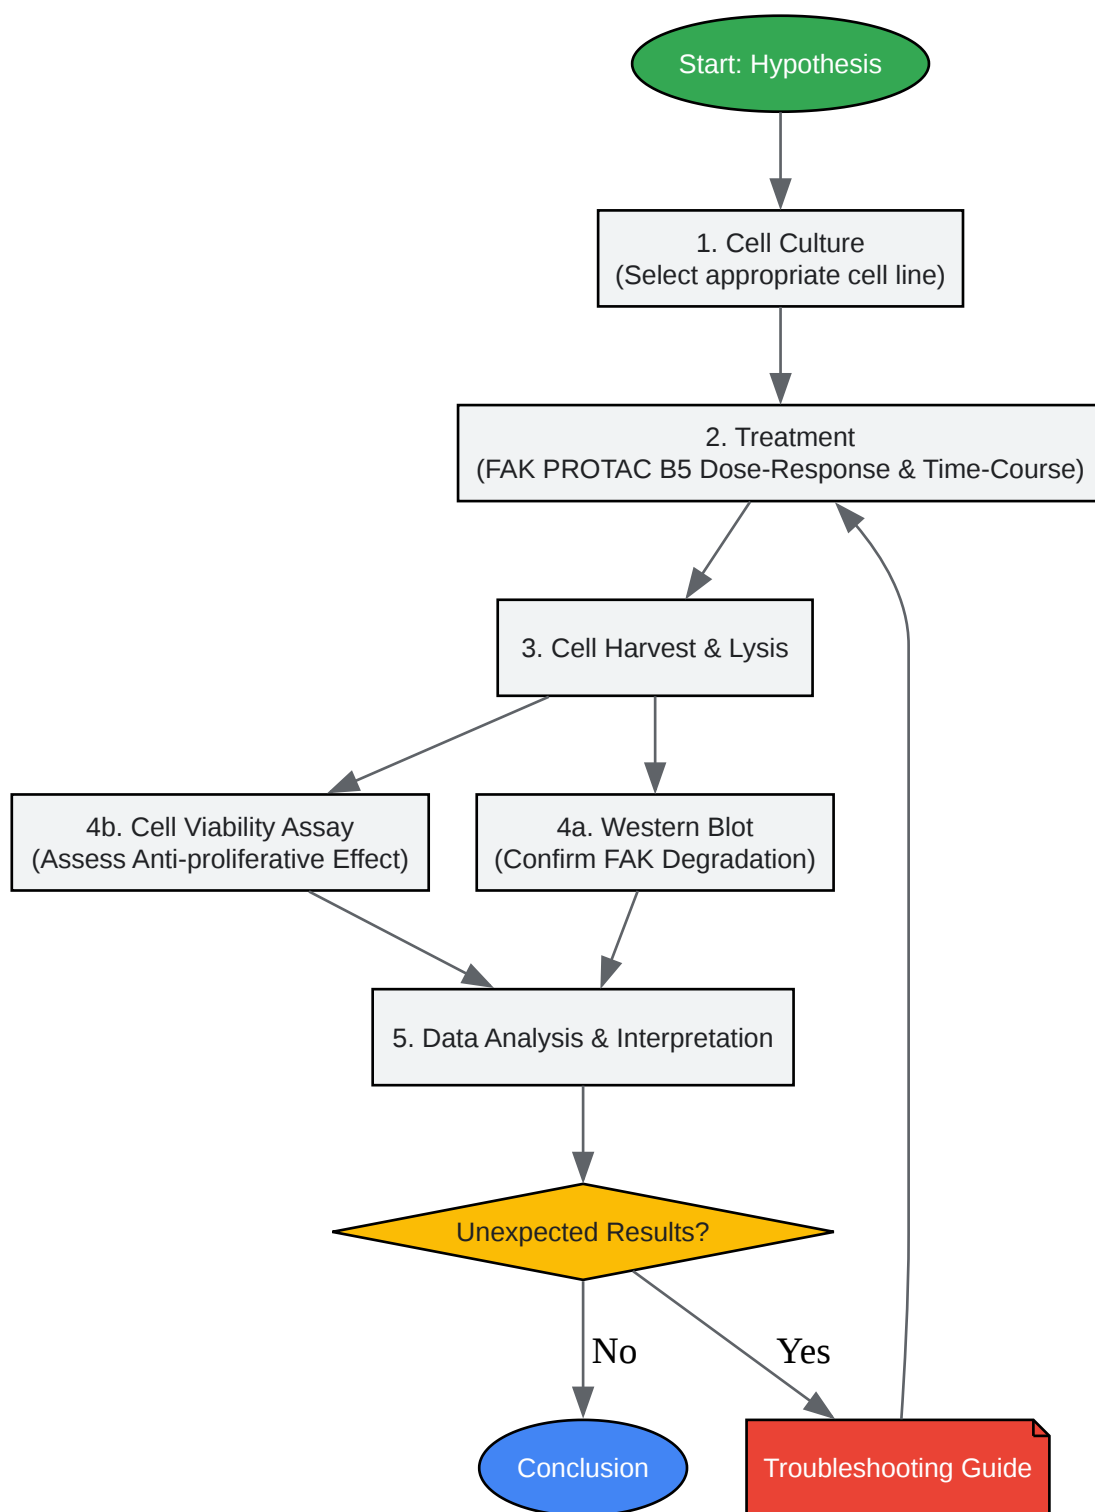 Start: Hypothesis
1. Cell Culture
(Select appropriate cell line)
2. Treatment
(FAK PROTAC B5 Dose-Response & Time-Course)
3. Cell Harvest & Lysis
4b. Cell Viability Assay
(Assess Anti-proliferative Effect)
4a. Western Blot
(Confirm FAK Degradation)
5. Data Analysis & Interpretation
Unexpected Results?
No
Yes
Conclusion
Troubleshooting Guide